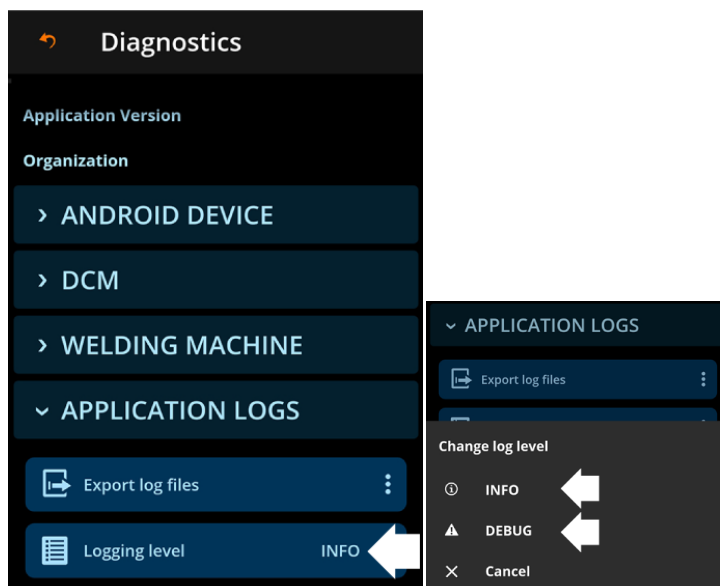 Diagnostics
Application Version
Organization
ANDROID DEVICE
DCM
WELDING MACHINE
APPLICATION LOGS
Export log files
Logging level INFO
APPLICATION LOGS
Export log files
Change log level
INFO
DEBUG
Cancel